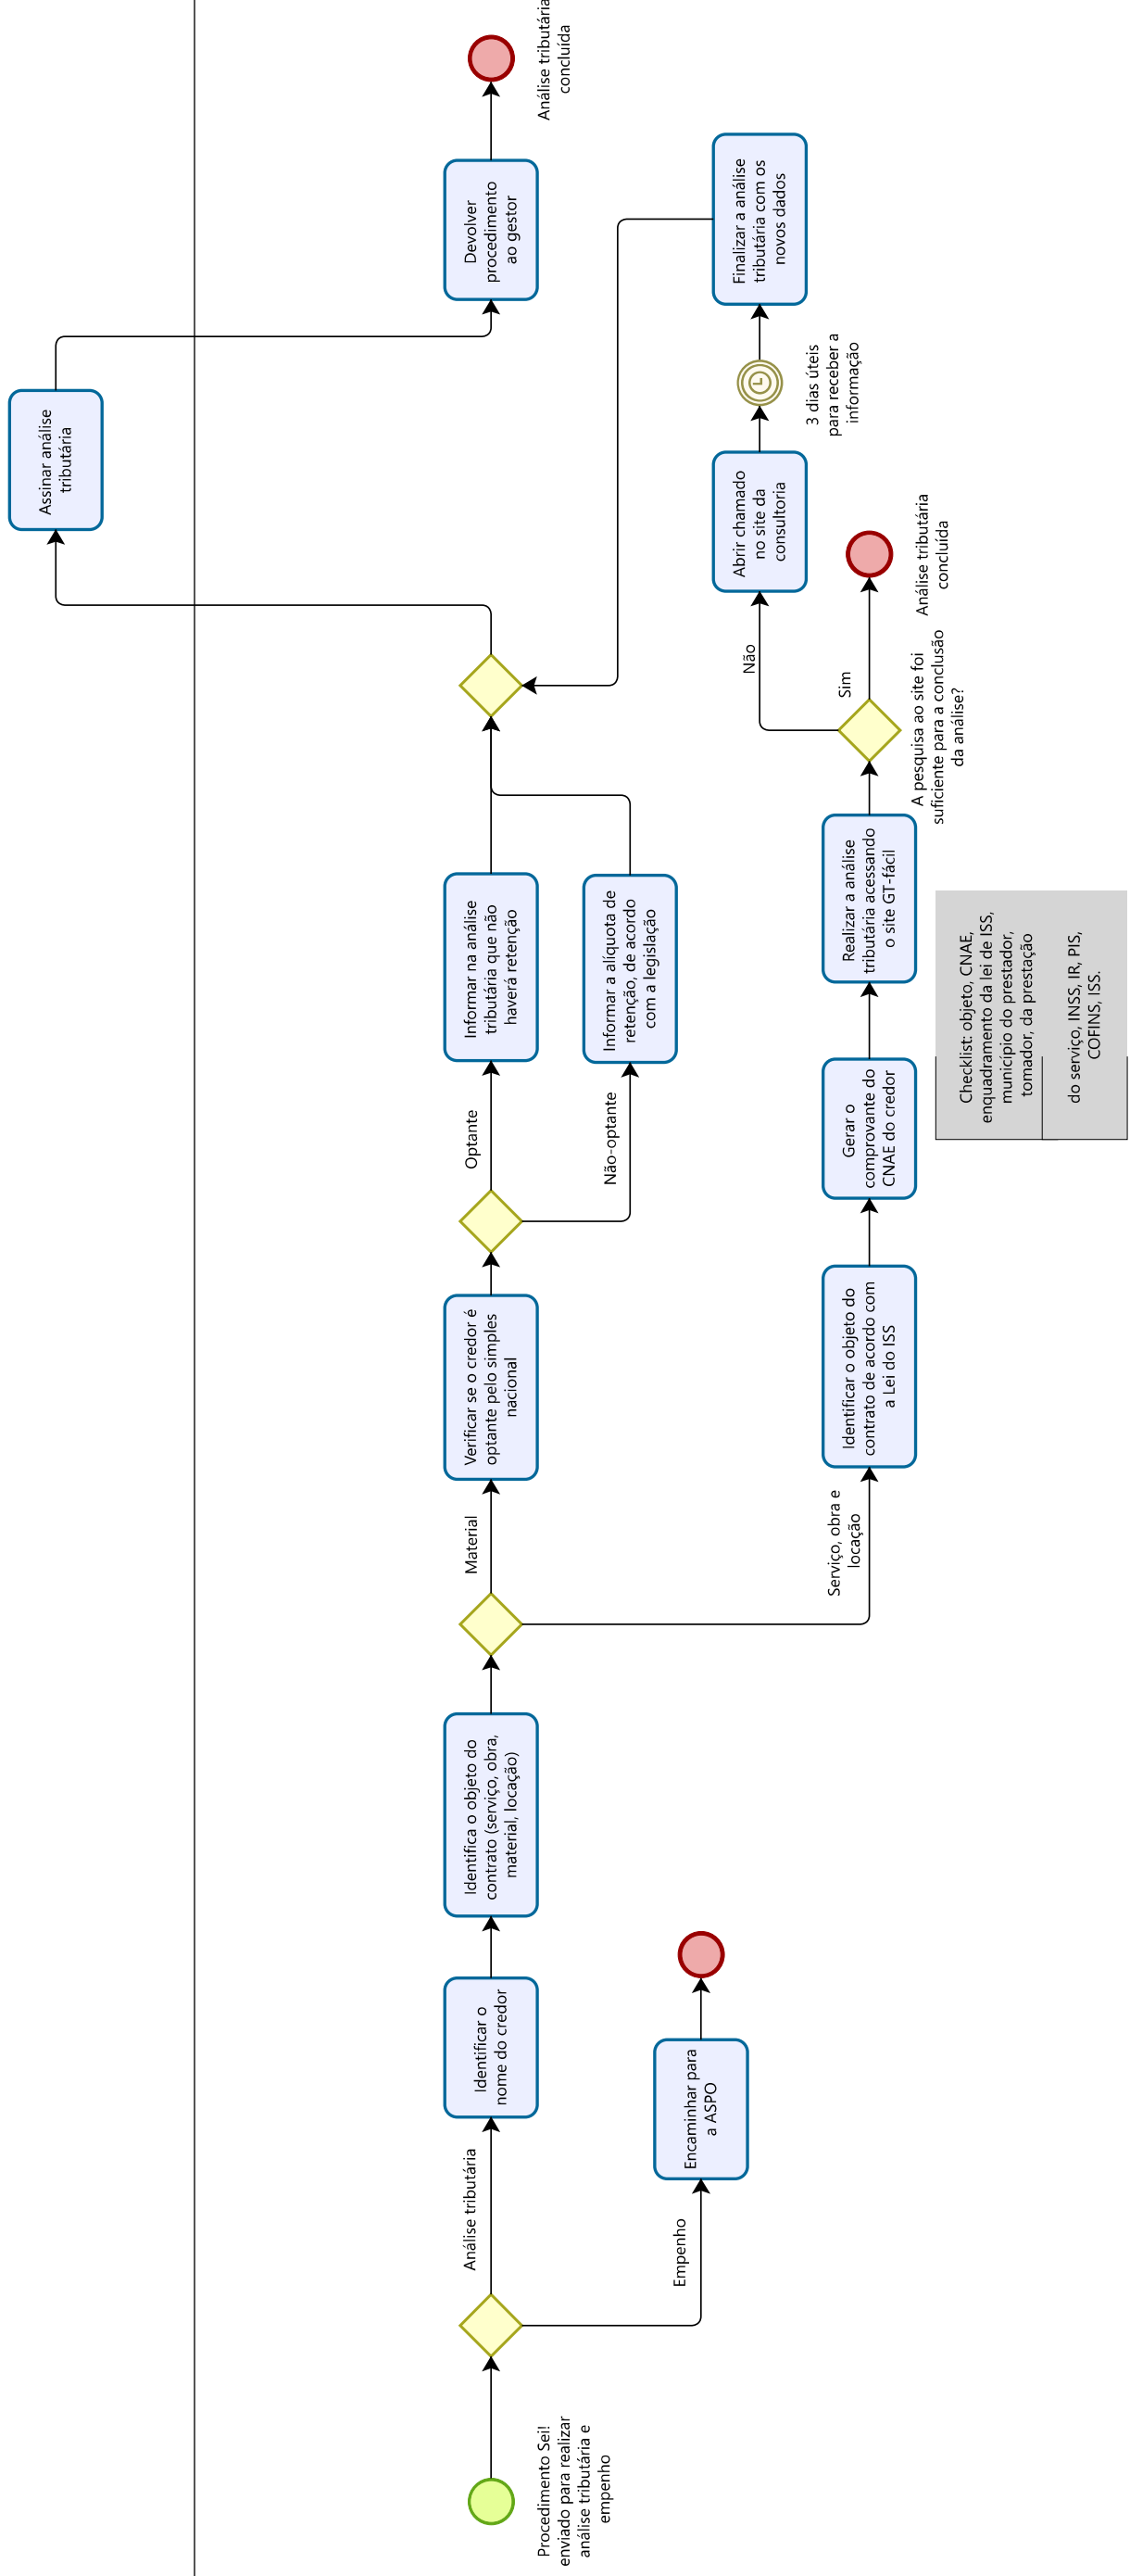 Procedimento Sei!
enviado para realizar
análise tributária e
empenho
Análise tributária
Empenho
Identificar o
nome do credor
Encaminhar para
a ASPO
Identifica o objeto do
contrato (serviço, obra,
material, locação)
Material
Serviço, obra e
locação
Verificar se o credor é
optante pelo simples
nacional
Optante
Não-optante
Informar na análise
tributária que não
haverá retenção
Informar a alíquota de
retenção, de acordo
com a legislação
Identificar o objeto do
contrato de acordo com
a Lei do ISS
Gerar o
comprovante do
CNAE do credor
Realizar a análise
tributária acessando
o site GT-fácil
Checklist: objeto, CNAE,
enquadramento da lei de ISS,
município do prestador,
tomador, da prestação
do serviço, INSS, IR, PIS,
COFINS, ISS.
A pesquisa ao site foi
suficiente para a conclusão
da análise?
Sim
Não
Análise tributária
concluída
Abrir chamado
no site da
consultoria
3 dias úteis
para receber a
informação
Finalizar a análise
tributária com os
novos dados
Assinar análise
tributária
Devolver
procedimento
ao gestor
Análise tributária
concluída